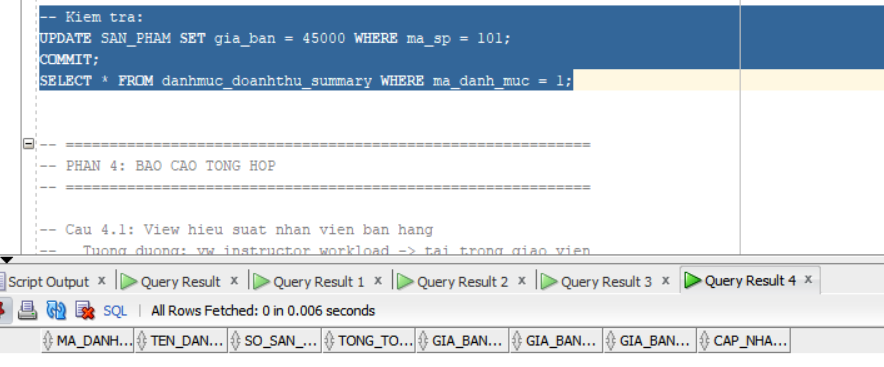 -- Kiem tra:
UPDATE SAN_PHAM SET gia_ban = 45000 WHERE ma_sp = 101;
COMMIT;
SELECT * FROM danhmuc_doanhthu_summary WHERE ma_danh_muc = 1;
-- ============================================================
-- PHAN 4: BAO CAO TONG HOP
-- ============================================================
-- Cau 4.1: View hieu suat nhan vien ban hang
-- Tuong duong: vw_instructor_workload -> tai trong giao vien
Script Output x Query Result x Query Result 1 x Query Result 2 x Query Result 3 x Query Result 4 x
SQL | All Rows Fetched: 0 in 0.006 seconds
MA_DANH... TEN_DAN... SO_SAN_... TONG_TO... GIA_BAN... GIA_BAN... GIA_BAN... CAP_NHA...